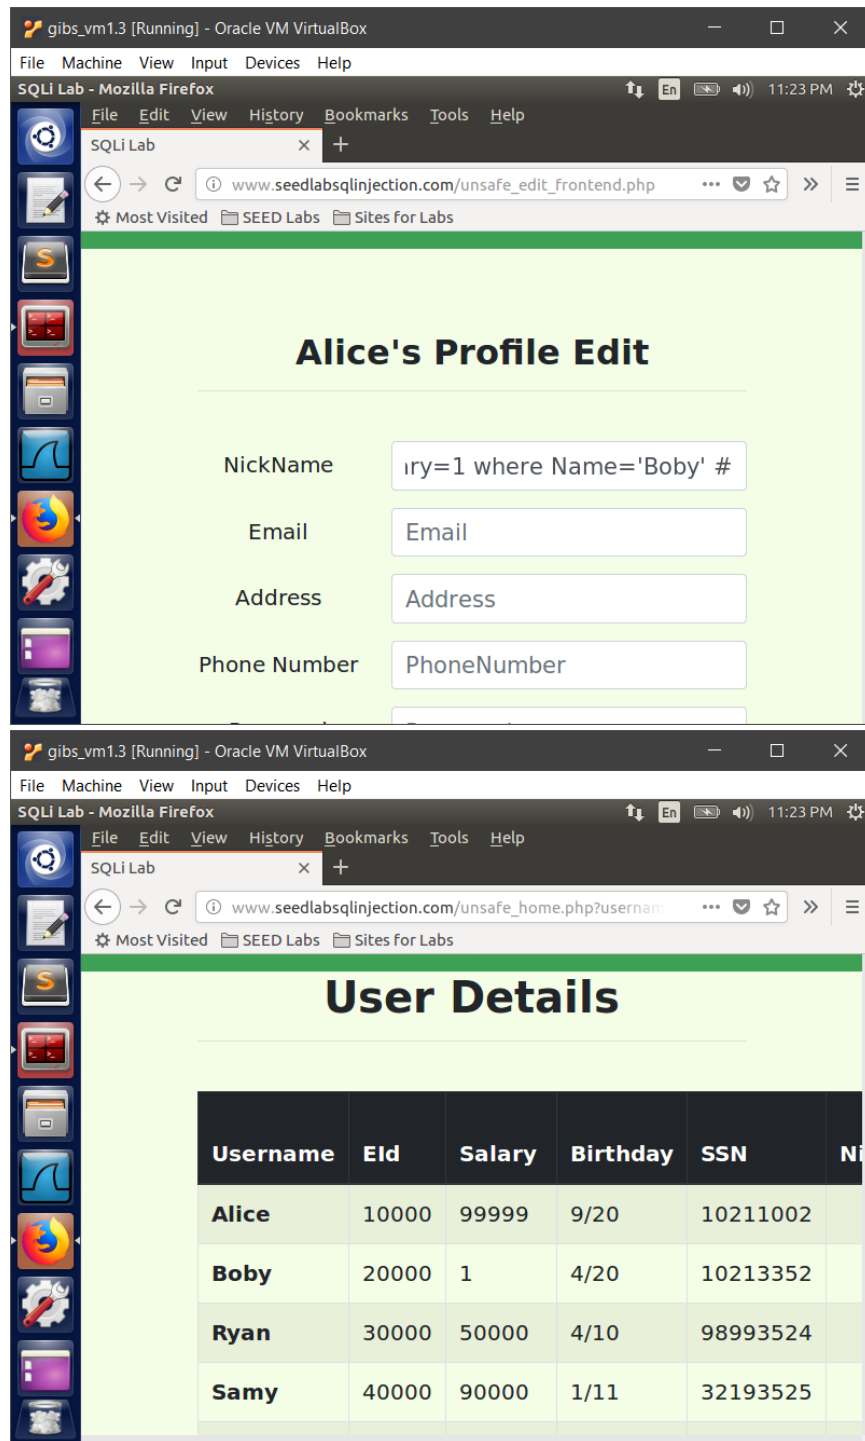 gibs_vm1.3 [Running] - Oracle VM VirtualBox
File Machine View Input Devices Help
SQLi Lab - Mozilla Firefox En 11:23 PM
File Edit View History Bookmarks Tools Help
SQLi Lab
www.seedlabsqlinjection.com/unsafe_edit_frontend.php
Most Visited SEED Labs Sites for Labs
Alice's Profile Edit
NickName ary=1 where Name='Boby' #
Email Email
Address Address
Phone Number PhoneNumber
gibs_vm1.3 [Running] - Oracle VM VirtualBox
File Machine View Input Devices Help
SQLi Lab - Mozilla Firefox En 11:23 PM
File Edit View History Bookmarks Tools Help
SQLi Lab
www.seedlabsqlinjection.com/unsafe_home.php?usernam
Most Visited SEED Labs Sites for Labs
User Details
Username EId Salary Birthday SSN Ni
Alice 10000 99999 9/20 10211002
Boby 20000 1 4/20 10213352
Ryan 30000 50000 4/10 98993524
Samy 40000 90000 1/11 32193525